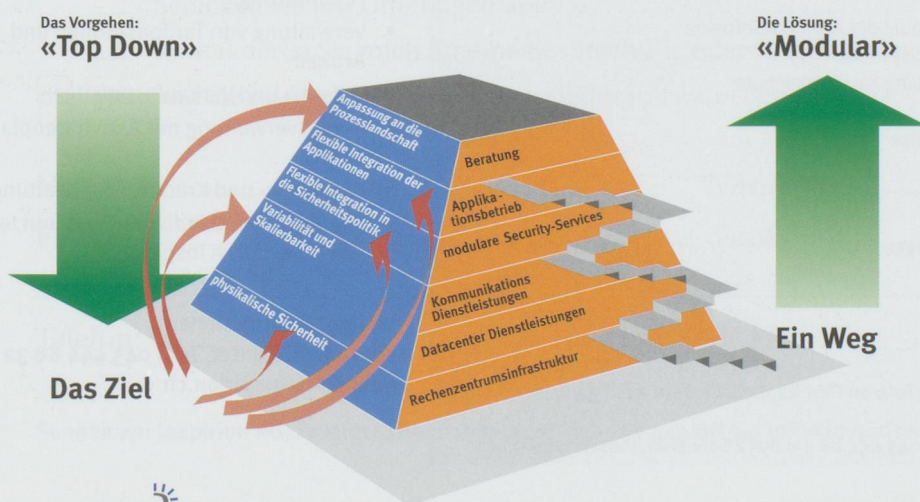 Das Vorgehen:
«Top Down»
Die Lösung:
«Modular»
Anpassung an die
Prozesslandschaft
Flexible Integration der
Applikationen
Flexible Integration in
die Sicherheitspolitik
Variabilität und
Skalierbarkeit
physikalische Sicherheit
Beratung
Applika-
tionsbetrieb
modulare Security-Services
Kommunikations
Dienstleistungen
Datacenter Dienstleistungen
Rechenzentrumsinfrastruktur
Das Ziel
Ein Weg